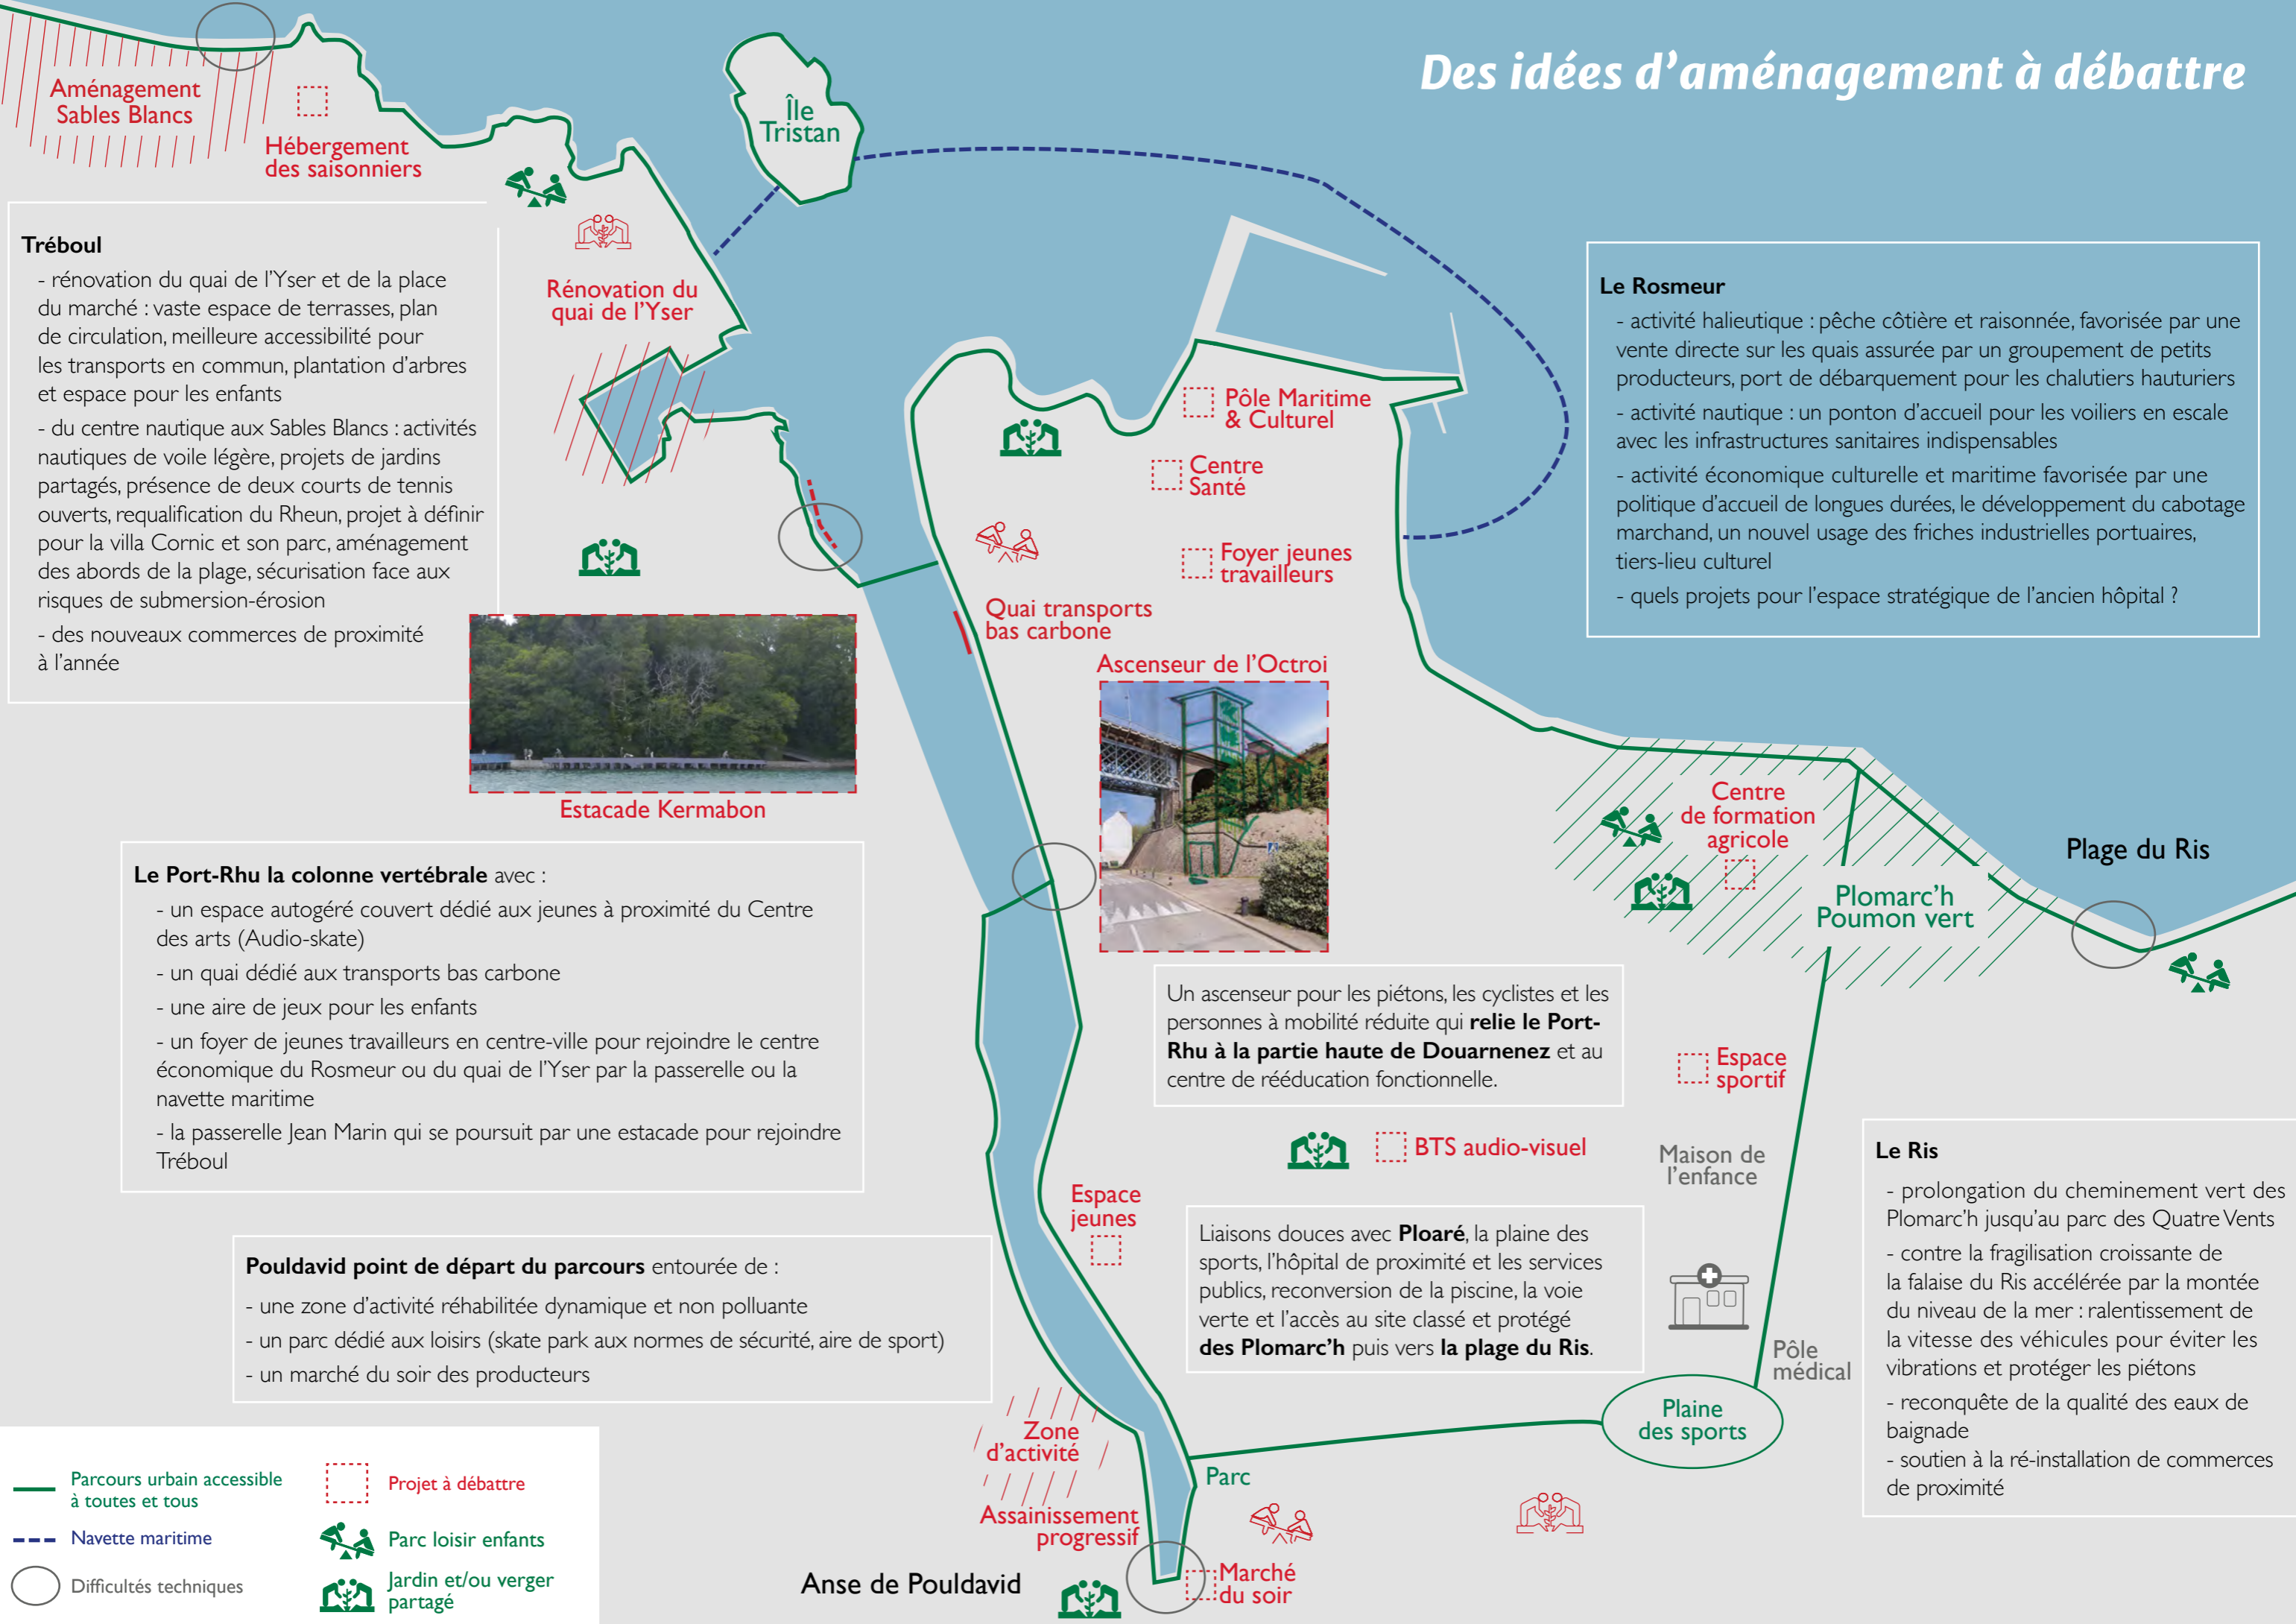 Des idées d’aménagement à débattre
Aménagement
Sables Blancs
Hébergement
des saisonniers
Île
Tristan
Tréboul
- rénovation du quai de l’Yser et de la place
du marché : vaste espace de terrasses, plan
de circulation, meilleure accessibilité pour
les transports en commun, plantation d’arbres
et espace pour les enfants
- du centre nautique aux Sables Blancs : activités
nautiques de voile légère, projets de jardins
partagés, présence de deux courts de tennis
ouverts, requalification du Rheun, projet à définir
pour la villa Cornic et son parc, aménagement
des abords de la plage, sécurisation face aux
risques de submersion-érosion
- des nouveaux commerces de proximité
à l’année
Rénovation du
quai de l’Yser
Le Rosmeur
- activité halieutique : pêche côtière et raisonnée, favorisée par une
vente directe sur les quais assurée par un groupement de petits
producteurs, port de débarquement pour les chalutiers hauturiers
- activité nautique : un ponton d’accueil pour les voiliers en escale
avec les infrastructures sanitaires indispensables
- activité économique culturelle et maritime favorisée par une
politique d’accueil de longues durées, le développement du cabotage
marchand, un nouvel usage des friches industrielles portuaires,
tiers-lieu culturel
- quels projets pour l’espace stratégique de l’ancien hôpital ?
Pôle Maritime
& Culturel
Centre
Santé
Foyer jeunes
travailleurs
Quai transports
bas carbone
Ascenseur de l’Octroi
Estacade Kermabon
Centre
de formation
agricole
Plomarc’h
Poumon vert
Plage du Ris
Le Port-Rhu la colonne vertébrale avec :
- un espace autogéré couvert dédié aux jeunes à proximité du Centre
des arts (Audio-skate)
- un quai dédié aux transports bas carbone
- une aire de jeux pour les enfants
- un foyer de jeunes travailleurs en centre-ville pour rejoindre le centre
économique du Rosmeur ou du quai de l’Yser par la passerelle ou la
navette maritime
- la passerelle Jean Marin qui se poursuit par une estacade pour rejoindre
Tréboul
Un ascenseur pour les piétons, les cyclistes et les
personnes à mobilité réduite qui relie le Port-
Rhu à la partie haute de Douarnenez et au
centre de rééducation fonctionnelle.
Espace
sportif
BTS audio-visuel
Maison de
l’enfance
Espace
jeunes
Liaisons douces avec Ploaré, la plaine des
sports, l’hôpital de proximité et les services
publics, reconversion de la piscine, la voie
verte et l’accès au site classé et protégé
des Plomarc’h puis vers la plage du Ris.
Pôle
médical
Le Ris
- prolongation du cheminement vert des
Plomarc’h jusqu’au parc des Quatre Vents
- contre la fragilisation croissante de
la falaise du Ris accélérée par la montée
du niveau de la mer : ralentissement de
la vitesse des véhicules pour éviter les
vibrations et protéger les piétons
- reconquête de la qualité des eaux de
baignade
- soutien à la ré-installation de commerces
de proximité
Pouldavid point de départ du parcours entourée de :
- une zone d’activité réhabilitée dynamique et non polluante
- un parc dédié aux loisirs (skate park aux normes de sécurité, aire de sport)
- un marché du soir des producteurs
Zone
d’activité
Plaine
des sports
Parc
Assainissement
progressif
Anse de Pouldavid
Marché
du soir
Parcours urbain accessible
à toutes et tous
Navette maritime
Difficultés techniques
Projet à débattre
Parc loisir enfants
Jardin et/ou verger
partagé